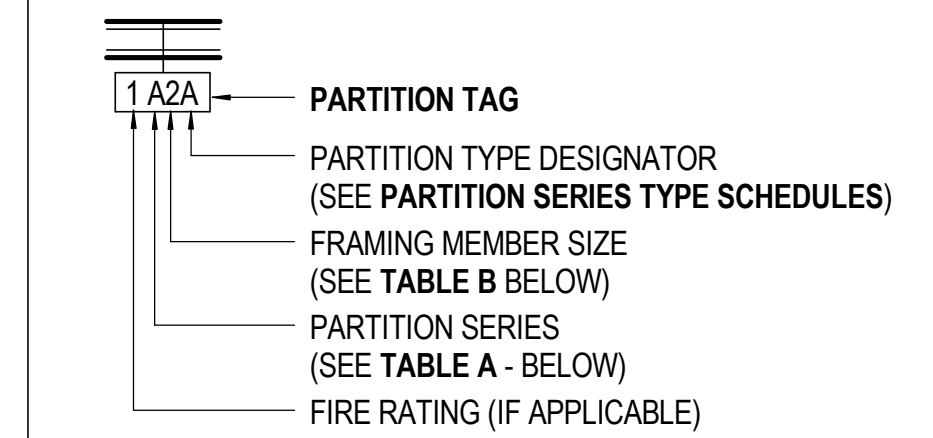 1 A2A
PARTITION TAG
PARTITION TYPE DESIGNATOR
(SEE PARTITION SERIES TYPE SCHEDULES)
FRAMING MEMBER SIZE
(SEE TABLE B BELOW)
PARTITION SERIES
(SEE TABLE A - BELOW)
FIRE RATING (IF APPLICABLE)